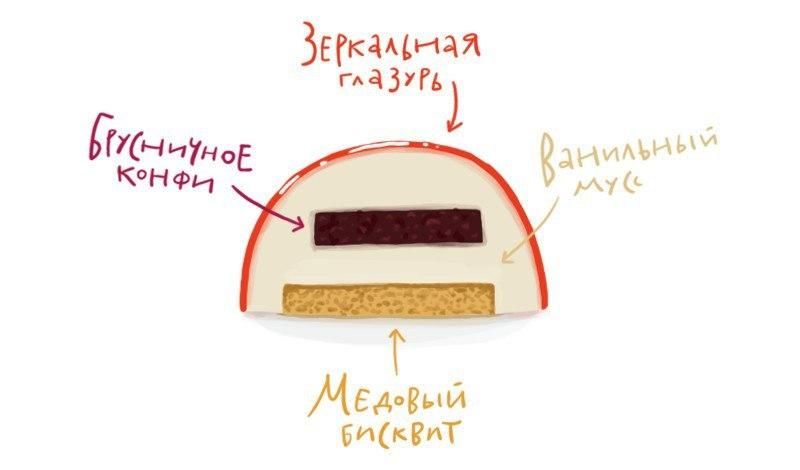 Зеркальная
глазурь
Брусничное
конфи
Ванильный
мусс
Медовый
бисквит